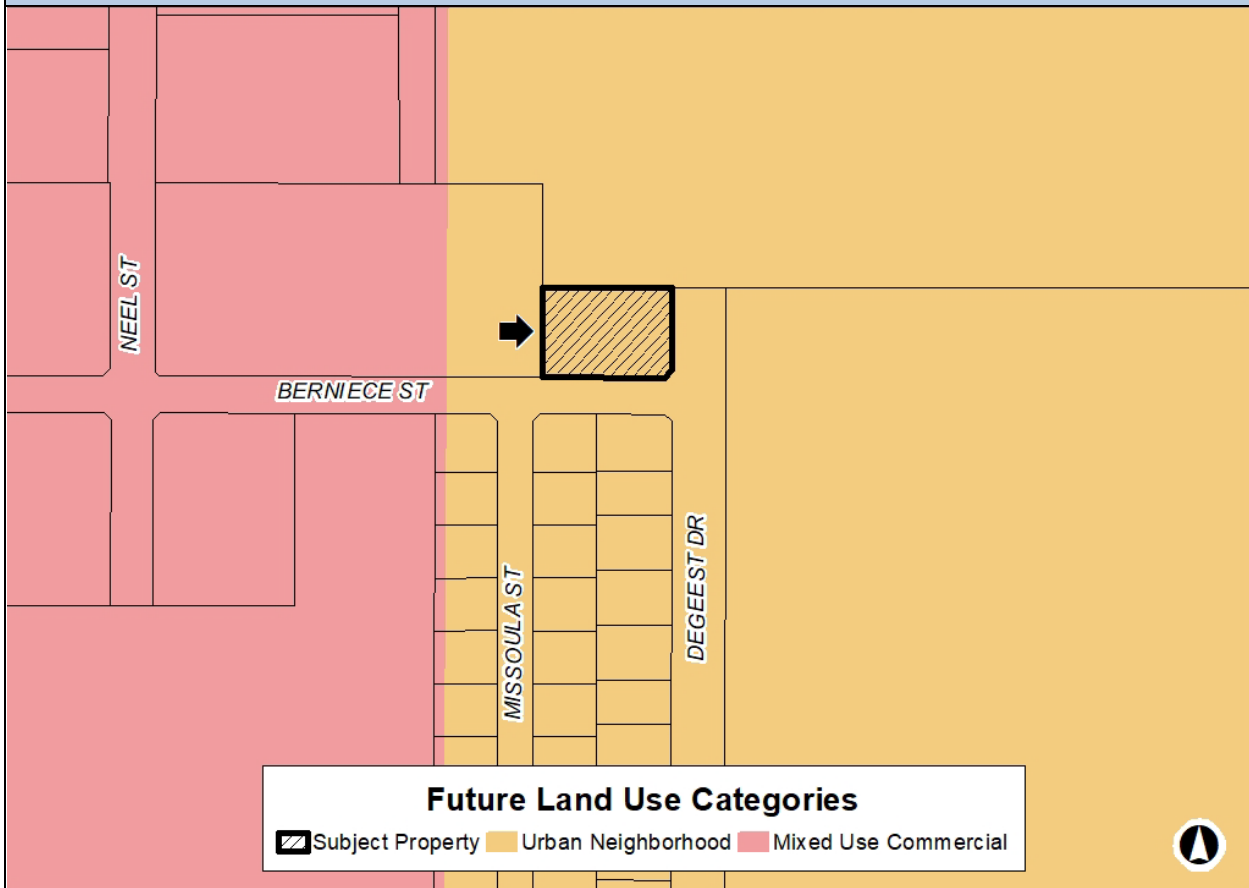 NEEL ST
BERNIECE ST
MISSOULA ST
DEGEEST DR
Future Land Use Categories
Subject Property Urban Neighborhood Mixed Use Commercial